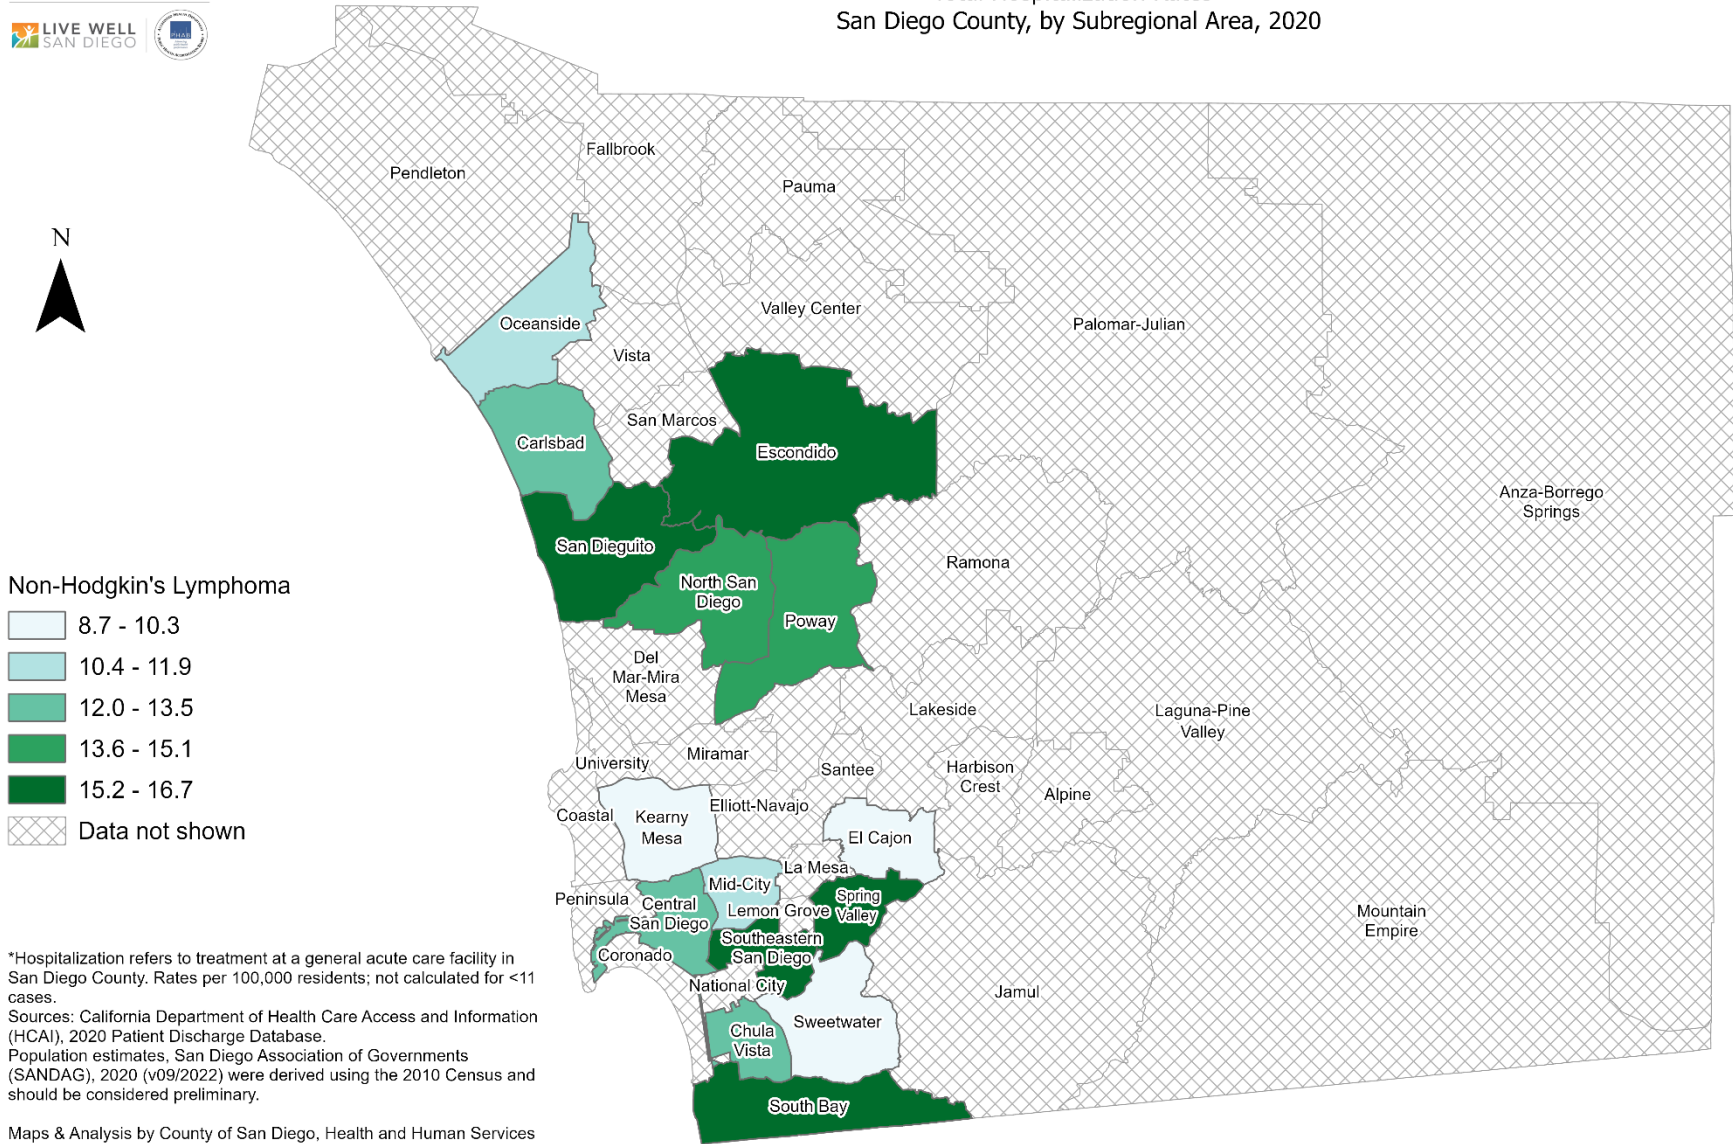 LIVE WELL
SAN DIEGO
PHAB
San Diego County, by Subregional Area, 2020
N
Pendleton
Fallbrook
Pauma
Oceanside
Valley Center
Palomar-Julian
Vista
San Marcos
Carlsbad
Escondido
Anza-Borrego
Springs
San Dieguito
Ramona
North San
Diego
Poway
Del
Mar-Mira
Mesa
Lakeside
Laguna-Pine
Valley
Miramar
University
Santee
Harbison
Crest
Alpine
Coastal
Kearny
Mesa
Elliott-Navajo
El Cajon
La Mesa
Mid-City
Peninsula
Central
San Diego
Lemon Grove
Spring
Valley
Mountain
Empire
Southeastern
San Diego
Coronado
National City
Jamul
Sweetwater
Chula
Vista
South Bay
Non-Hodgkin's Lymphoma
8.7 - 10.3
10.4 - 11.9
12.0 - 13.5
13.6 - 15.1
15.2 - 16.7
Data not shown
*Hospitalization refers to treatment at a general acute care facility in
San Diego County. Rates per 100,000 residents; not calculated for <11
cases.
Sources: California Department of Health Care Access and Information
(HCAI), 2020 Patient Discharge Database.
Population estimates, San Diego Association of Governments
(SANDAG), 2020 (v09/2022) were derived using the 2010 Census and
should be considered preliminary.
Maps & Analysis by County of San Diego, Health and Human Services